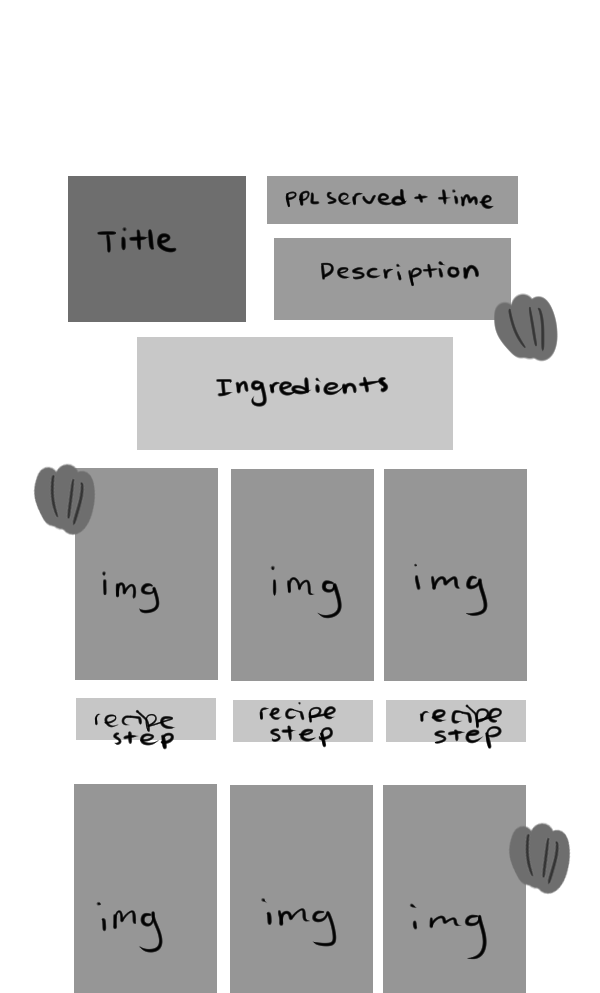 Title
PPL served + time
Description
Ingredients
img
img
img
recipe
step
recipe
step
recipe
step
img
img
img